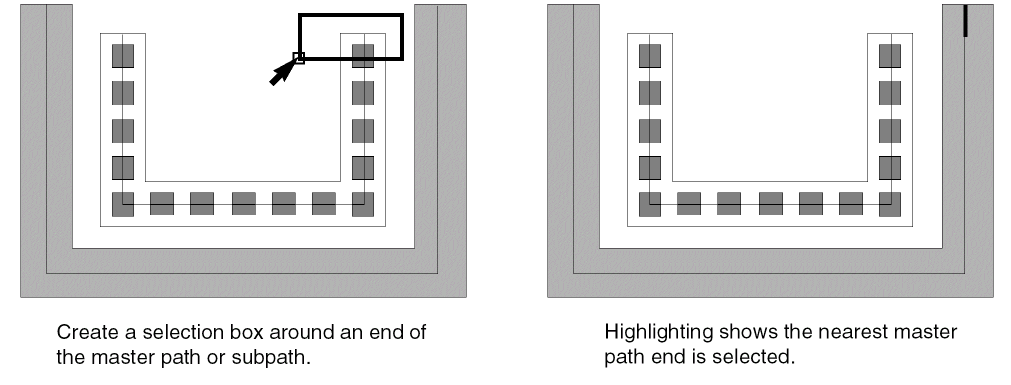 Create a selection box around an end of
the master path or subpath.
Highlighting shows the nearest master
path end is selected.